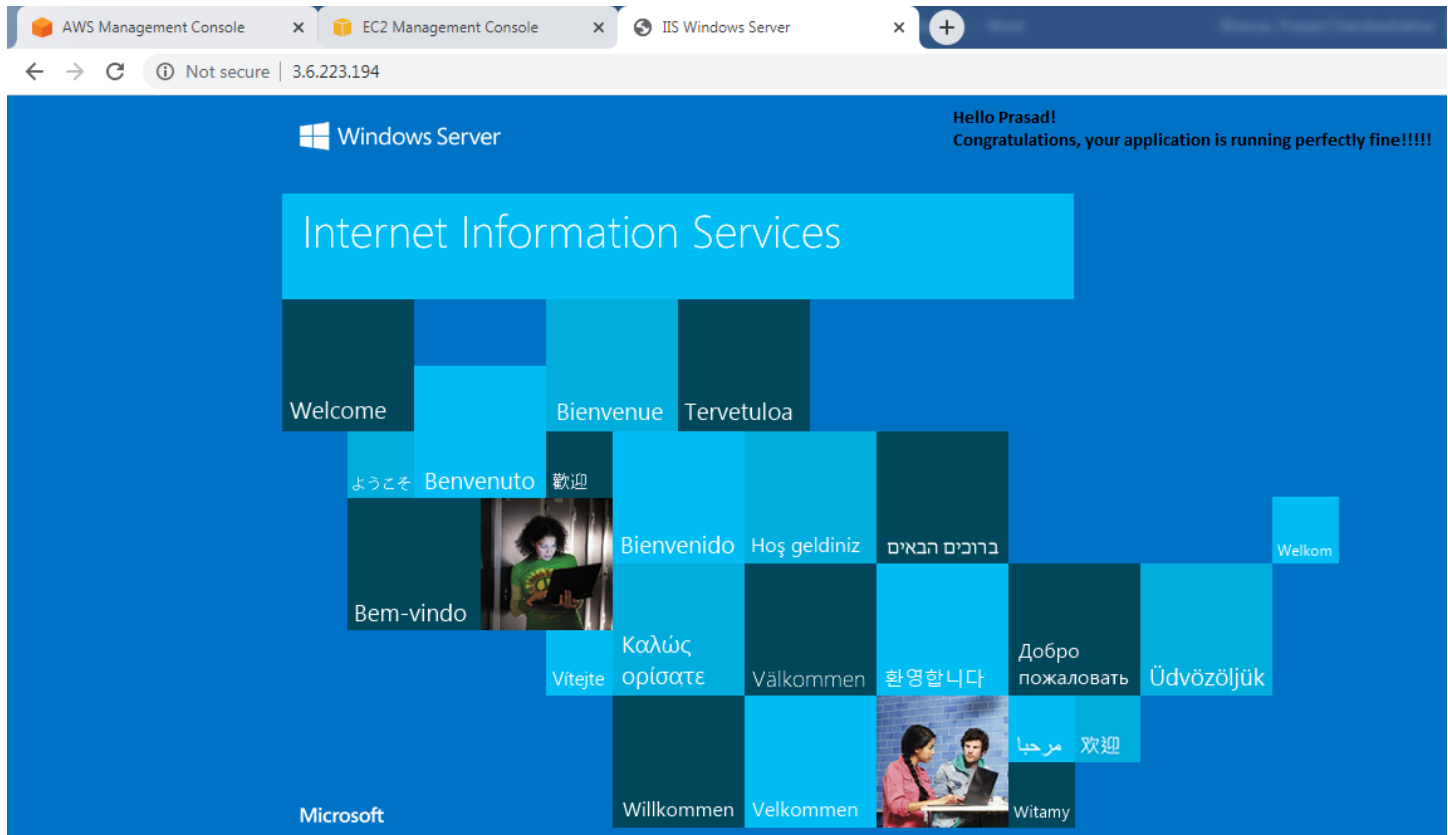 AWS Management Console
EC2 Management Console
IIS Windows Server
Not secure
3.6.223.194
Windows Server
Hello Prasad!
Congratulations, your application is running perfectly fine!!!!!
Internet Information Services
Welcome
Bienvenue
Tervetuloa
ようこそ
Benvenuto
歡迎
Bienvenido
Hoş geldiniz
ברוכים הבאים
Welkom
Bem-vindo
Vítejte
Καλώς
ορίσατε
Välkommen
환영합니다
Добро
пожаловать
Üdvözöljük
مرحبا
欢迎
Microsoft
Willkommen
Velkommen
Witamy